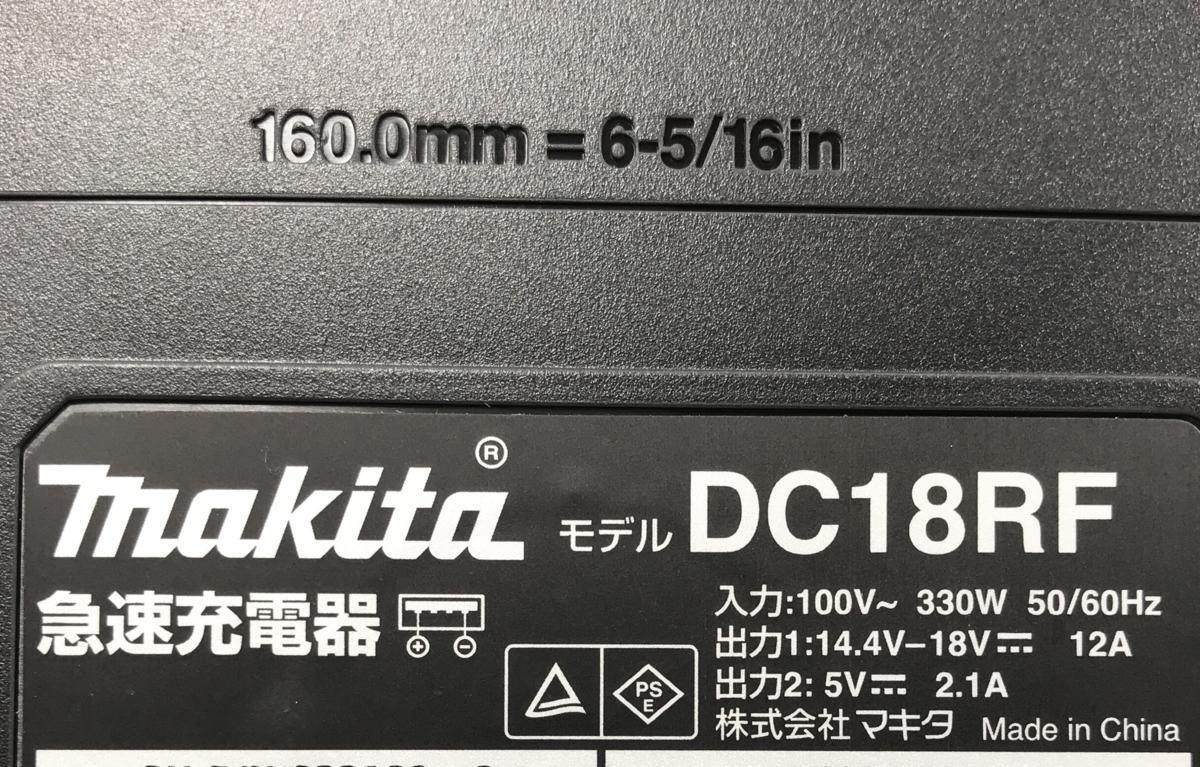 160.0mm = 6-5/16in
makita® モデル DC18RF
急速充電器
入力:100V~ 330W 50/60Hz
出力1:14.4V–18V⎓ 12A
出力2: 5V⎓ 2.1A
PS
E
株式会社マキタ Made in China